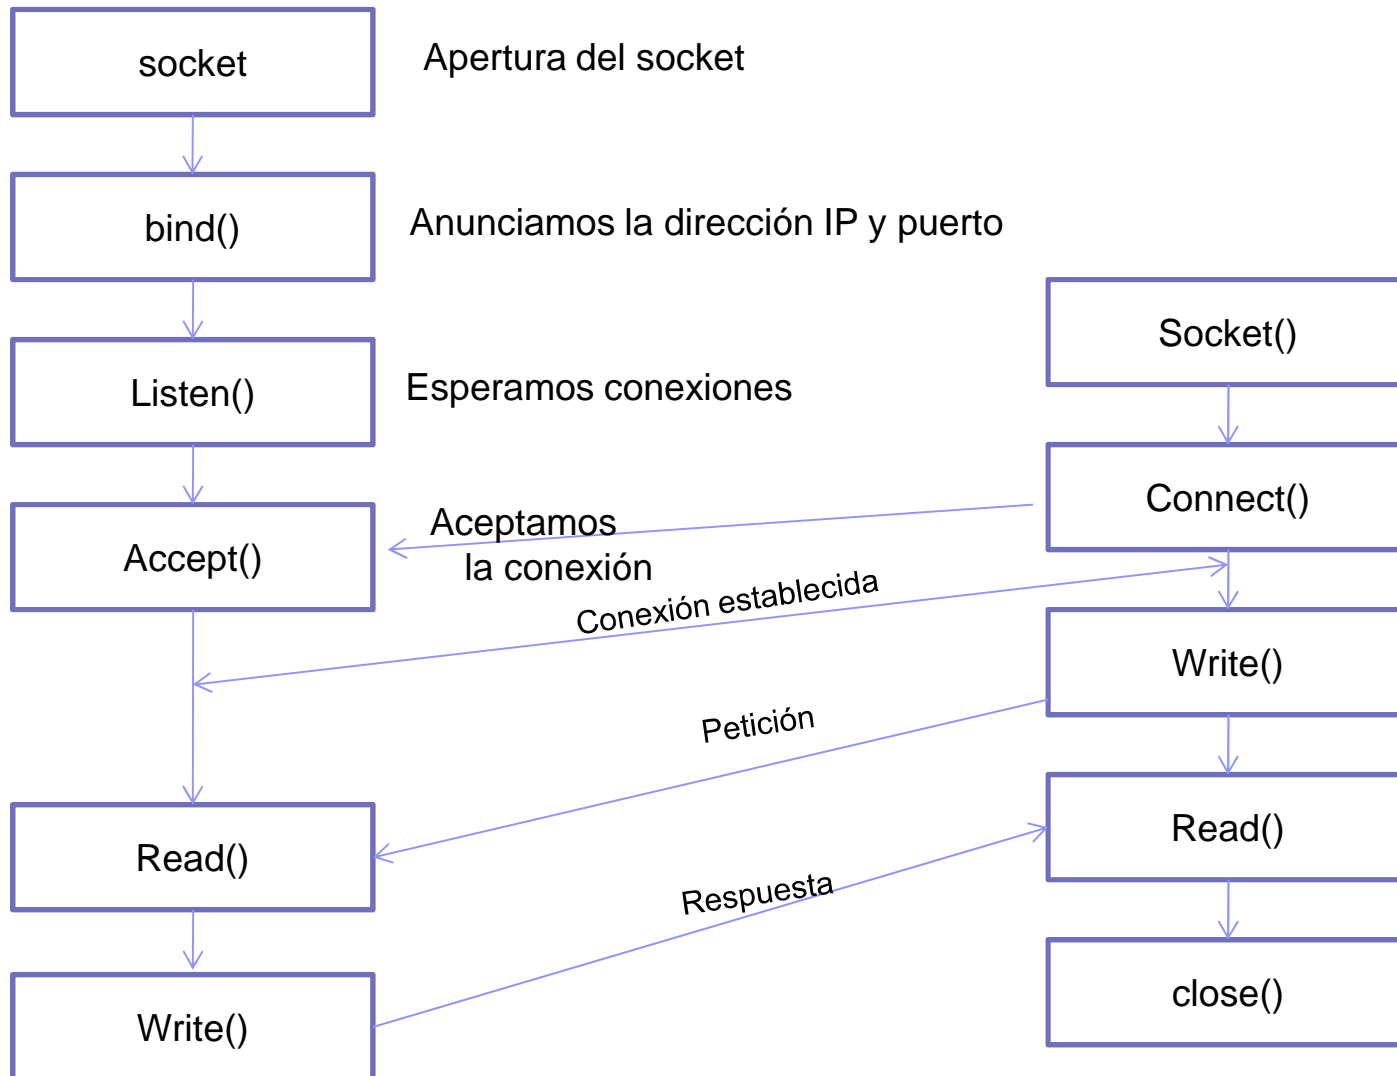 socket
Apertura del socket
bind()
Anunciamos la dirección IP y puerto
Socket()
Listen()
Esperamos conexiones
Connect()
Accept()
Aceptamos
la conexión
Conexión establecida
Write()
Petición
Read()
Read()
Respuesta
close()
Write()